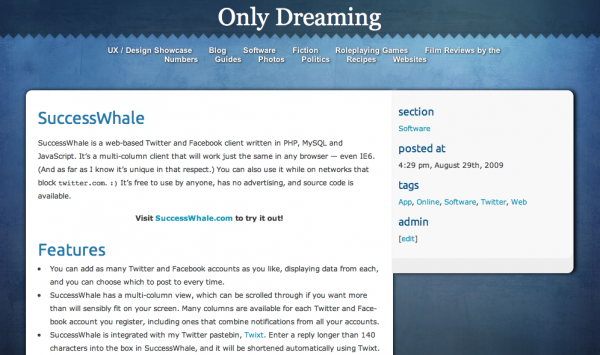 Only Dreaming
UX / Design Showcase Blog Software Fiction Roleplaying Games Film Reviews by the
Numbers Guides Photos Politics Recipes Websites
SuccessWhale
SuccessWhale is a web-based Twitter and Facebook client written in PHP, MySQL and
JavaScript. It's a multi-column client that will work just the same in any browser — even IE6.
(And as far as I know it's unique in that respect.) You can also use it while on networks that
block twitter.com. :) It's free to use by anyone, has no advertising, and source code is
available.
Visit SuccessWhale.com to try it out!
Features
• You can add as many Twitter and Facebook accounts as you like, displaying data from each,
and you can choose which to post to every time.
• SuccessWhale has a multi-column view, which can be scrolled through if you want more
than will sensibly fit on your screen. Many columns are available for each Twitter and Face-
book account you register, including ones that combine notifications from all your accounts.
• SuccessWhale is integrated with my Twitter pastebin, Twixt. Enter a reply longer than 140
characters into the box in SuccessWhale, and it will be shortened automatically using Twixt.
section
Software
posted at
4:29 pm, August 29th, 2009
tags
App, Online, Software, Twitter, Web
admin
[edit]